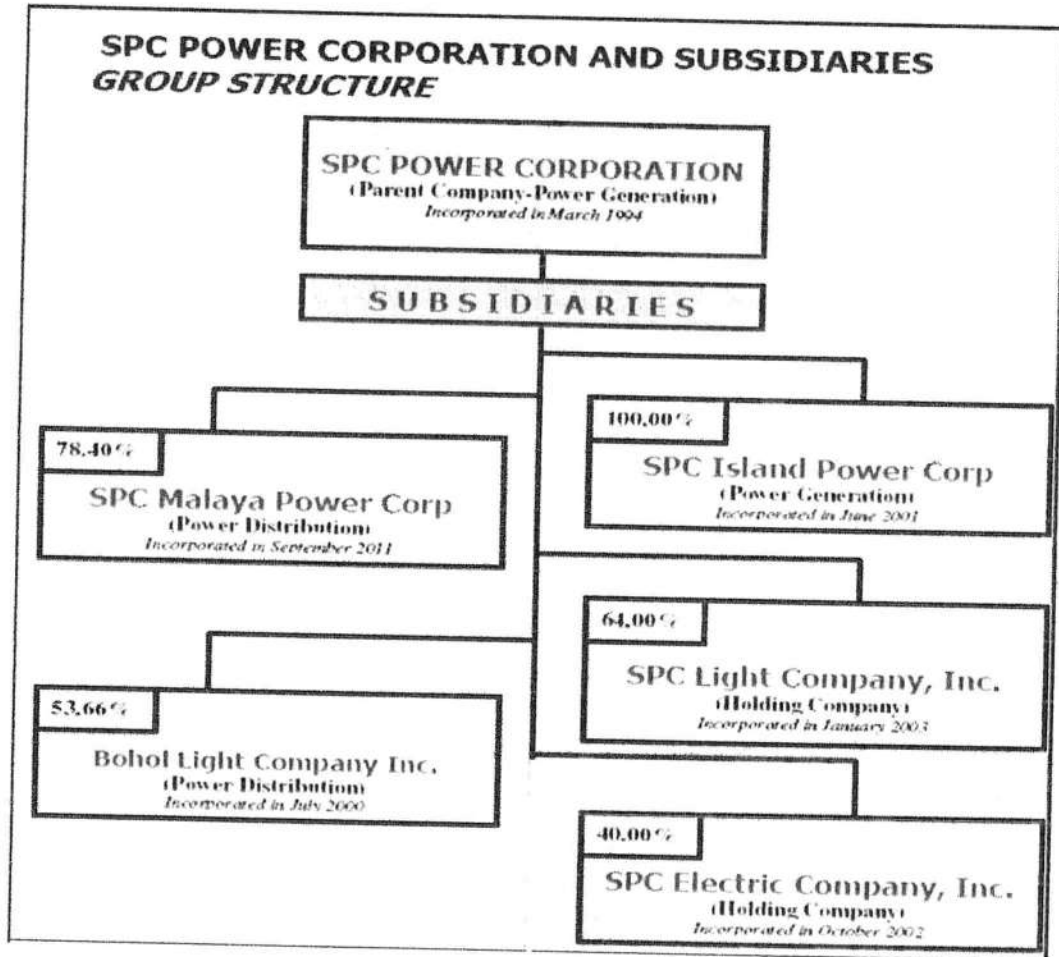 SPC POWER CORPORATION AND SUBSIDIARIES
GROUP STRUCTURE
SPC POWER CORPORATION
(Parent Company-Power Generation)
Incorporated in March 1994
SUBSIDIARIES
78.40%
SPC Malaya Power Corp
(Power Distribution)
Incorporated in September 2011
100.00%
SPC Island Power Corp
(Power Generation)
Incorporated in June 2001
53.66%
Bohol Light Company Inc.
(Power Distribution)
Incorporated in July 2000
64.00%
SPC Light Company, Inc.
(Holding Company)
Incorporated in January 2003
40.00%
SPC Electric Company, Inc.
(Holding Company)
Incorporated in October 2002